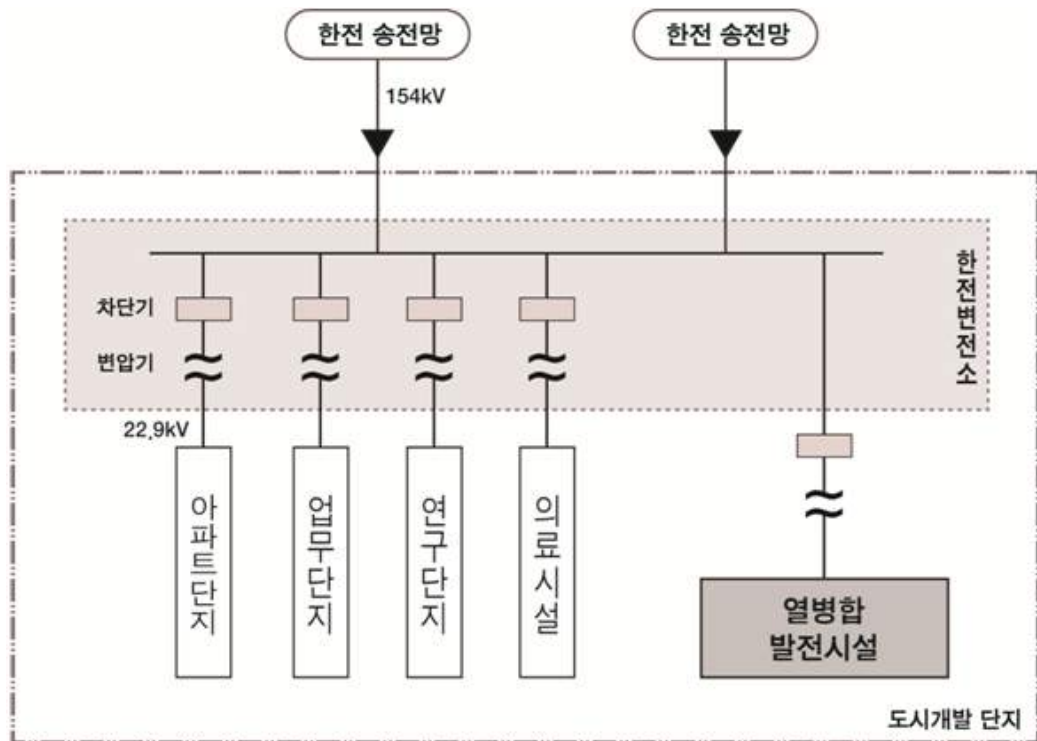 한전 송전망
한전 송전망
154kV
한전변전소
차단기
변압기
22.9kV
아파트단지
업무단지
연구단지
의료시설
열병합
발전시설
도시개발 단지